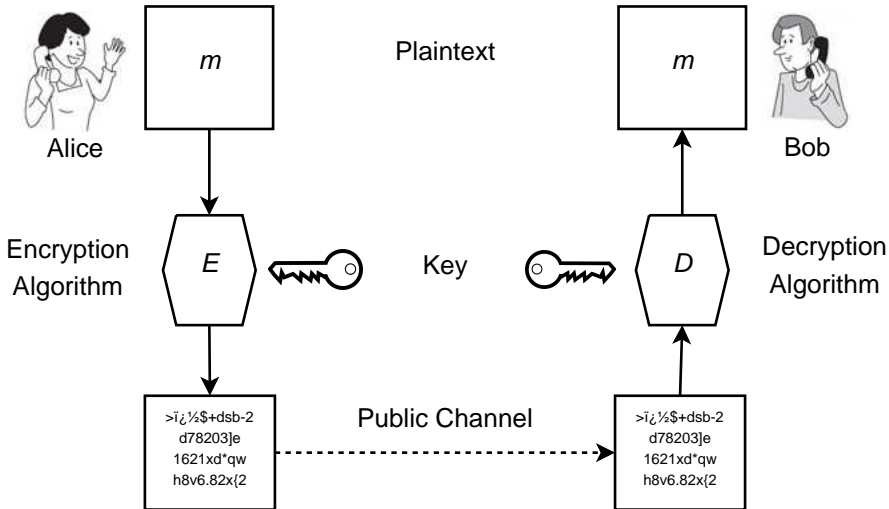 m
Plaintext
m
Alice
Bob
Encryption
Algorithm
E
Key
D
Decryption
Algorithm
Public Channel
>ï¿½$+dsb-2
d78203]e
1621xd*qw
h8v6.82x{2
>ï¿½$+dsb-2
d78203]e
1621xd*qw
h8v6.82x{2